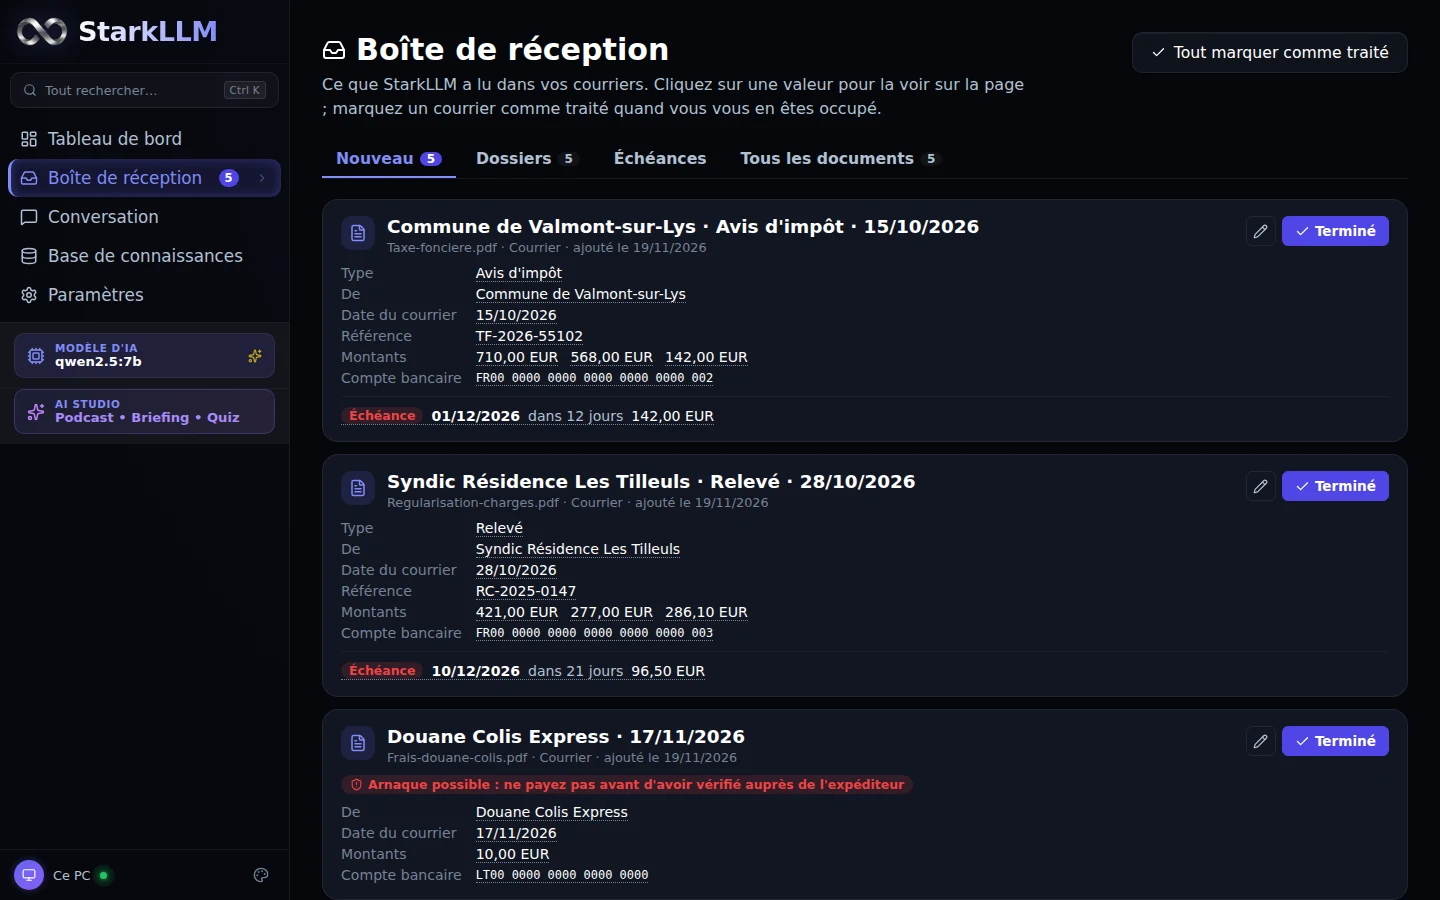 StarkLLM
Tout rechercher...
Ctrl K
Tableau de bord
Boîte de réception 5
Conversation
Base de connaissances
Paramètres
MODÈLE D'IA
qwen2.5:7b
AI STUDIO
Podcast • Briefing • Quiz
Ce PC
Boîte de réception
Tout marquer comme traité
Ce que StarkLLM a lu dans vos courriers. Cliquez sur une valeur pour la voir sur la page
; marquez un courrier comme traité quand vous vous en êtes occupé.
Nouveau 5 Dossiers 5 Échéances Tous les documents 5
Commune de Valmont-sur-Lys · Avis d'impôt · 15/10/2026
Terminé
Taxe-fonciere.pdf · Courrier · ajouté le 19/11/2026
Type Avis d'impôt
De Commune de Valmont-sur-Lys
Date du courrier 15/10/2026
Référence TF-2026-55102
Montants 710,00 EUR 568,00 EUR 142,00 EUR
Compte bancaire FR00 0000 0000 0000 0000 0000 002
Échéance 01/12/2026 dans 12 jours 142,00 EUR
Syndic Résidence Les Tilleuls · Relevé · 28/10/2026
Terminé
Regularisation-charges.pdf · Courrier · ajouté le 19/11/2026
Type Relevé
De Syndic Résidence Les Tilleuls
Date du courrier 28/10/2026
Référence RC-2025-0147
Montants 421,00 EUR 277,00 EUR 286,10 EUR
Compte bancaire FR00 0000 0000 0000 0000 0000 003
Échéance 10/12/2026 dans 21 jours 96,50 EUR
Douane Colis Express · 17/11/2026
Terminé
Frais-douane-colis.pdf · Courrier · ajouté le 19/11/2026
Arnaque possible : ne payez pas avant d'avoir vérifié auprès de l'expéditeur
De Douane Colis Express
Date du courrier 17/11/2026
Montants 10,00 EUR
Compte bancaire LT00 0000 0000 0000 0000